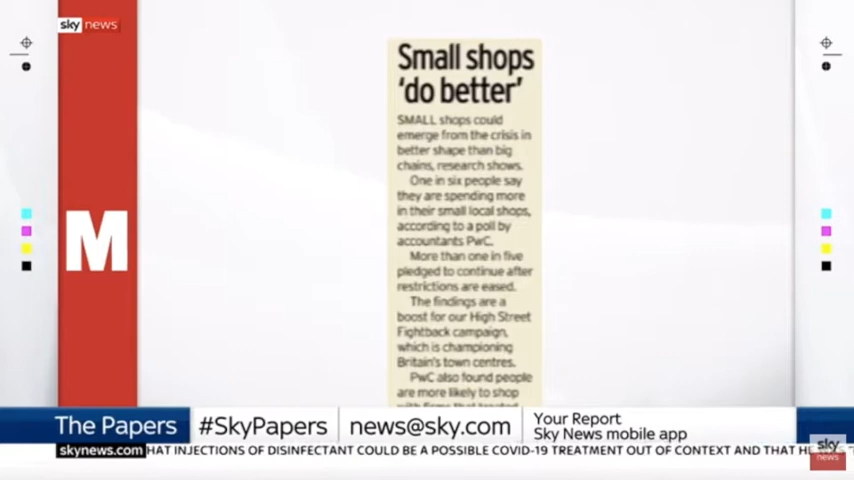 sky news
Small shops
'do better'
SMALL shops could
emerge from the crisis in
better shape than big
chains, research shows.
One in six people say
they are spending more
in their small local shops,
according to a poll by
accountants PwC.
More than one in five
pledged to continue after
restrictions are eased.
The findings are a
boost for our High Street
Fightback campaign,
which is championing
Britain's town centres.
PwC also found people
are more likely to shop
with firms that treated
M
The Papers
#SkyPapers
news@sky.com
Your Report
Sky News mobile app
sky
news
skynews.com
HAT INJECTIONS OF DISINFECTANT COULD BE A POSSIBLE COVID-19 TREATMENT OUT OF CONTEXT AND THAT HE